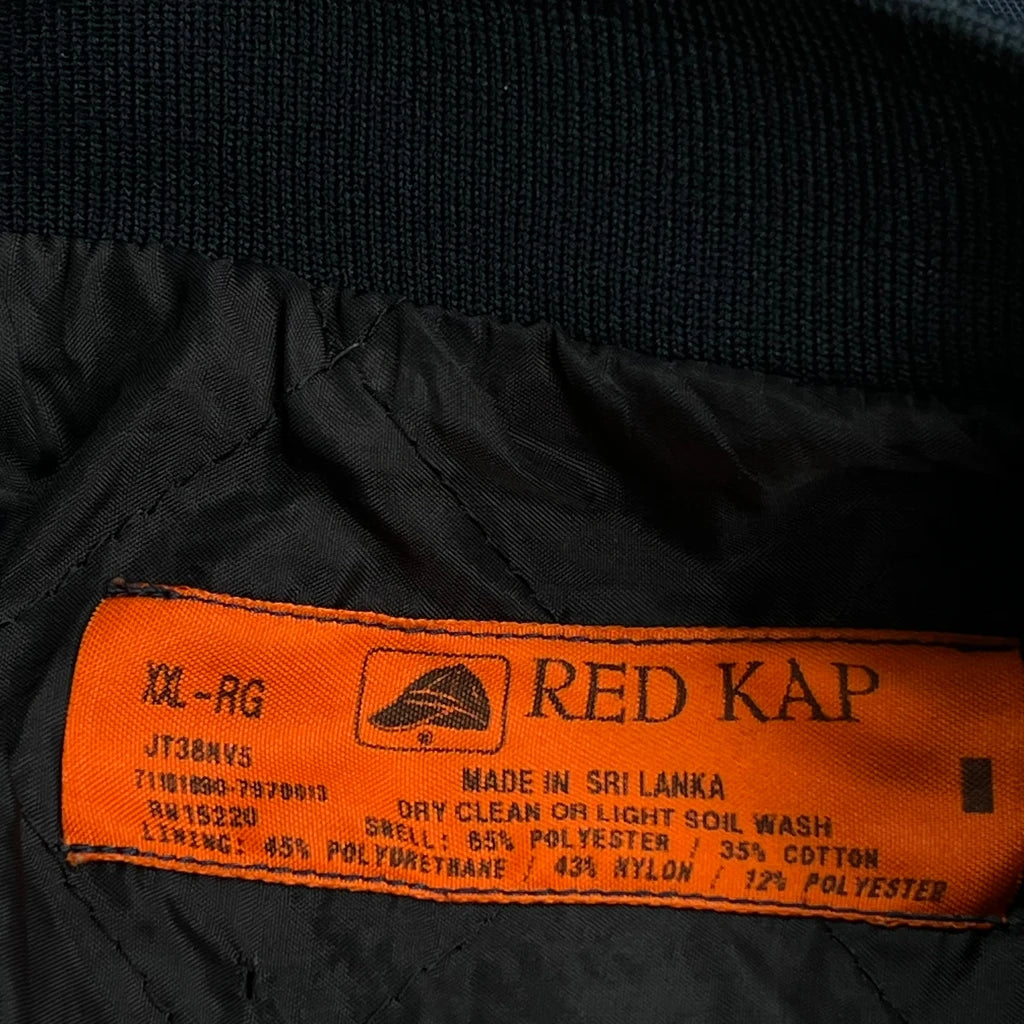 XXL-RG
RED KAP
®
JT38NV5
MADE IN SRI LANKA
DRY CLEAN OR LIGHT SOIL WASH
RN15220
SHELL: 65% POLYESTER / 35% COTTON
LINING: 45% POLYURETHANE / 43% NYLON / 12% POLYESTER